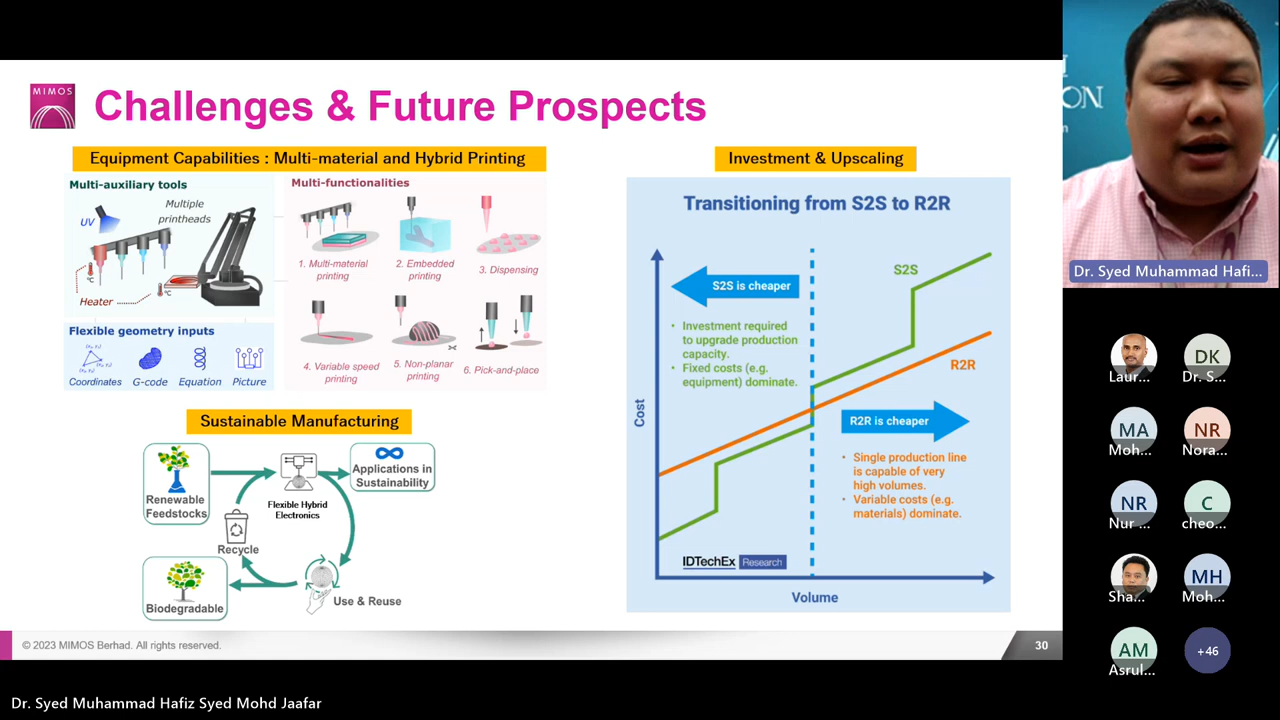 MIMOS
Challenges & Future Prospects
Equipment Capabilities : Multi-material and Hybrid Printing
Multi-auxiliary tools
UV
Multiple
printheads
Heater
°C
°C
Flexible geometry inputs
Coordinates
G-code
Equation
Picture
Multi-functionalities
1. Multi-material
printing
2. Embedded
printing
3. Dispensing
4. Variable speed
printing
5. Non-planar
printing
6. Pick-and-place
Sustainable Manufacturing
Renewable
Feedstocks
Flexible Hybrid
Electronics
Applications in
Sustainability
Recycle
Biodegradable
Use & Reuse
Investment & Upscaling
Transitioning from S2S to R2R
S2S
S2S is cheaper
• Investment required
to upgrade production
capacity.
• Fixed costs (e.g.
equipment) dominate.
R2R
Cost
R2R is cheaper
• Single production line
is capable of very
high volumes.
• Variable costs (e.g.
materials) dominate.
IDTechEx Research
Volume
© 2023 MIMOS Berhad. All rights reserved.
30
Dr. Syed Muhammad Hafiz Syed Mohd Jaafar
ON
Dr. Syed Muhammad Hafi...
Laur...
DK
Dr. S...
MA
Moh...
NR
Nora...
NR
Nur ...
C
cheo...
Sha...
MH
Moh...
AM
Asrul...
+46